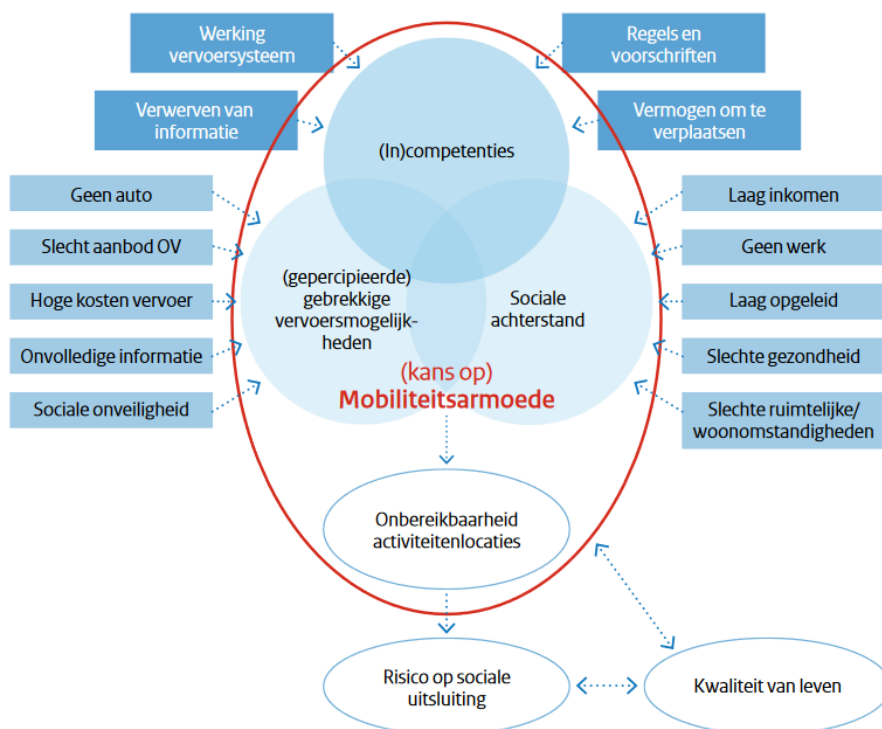 Werking
vervoersysteem
Regels en
voorschriften
Verwerven van
informatie
Vermogen om te
verplaatsen
(In)competenties
Geen auto
Slecht aanbod OV
Hoge kosten vervoer
Onvolledige informatie
Sociale onveiligheid
(gepercipieerde)
gebrekkige
vervoersmogelijk-
heden
Sociale
achterstand
Laag inkomen
Geen werk
Laag opgeleid
Slechte gezondheid
Slechte ruimtelijke/
woonomstandigheden
(kans op)
Mobiliteitsarmoede
Onbereikbaarheid
activiteitenlocaties
Risico op sociale
uitsluiting
Kwaliteit van leven